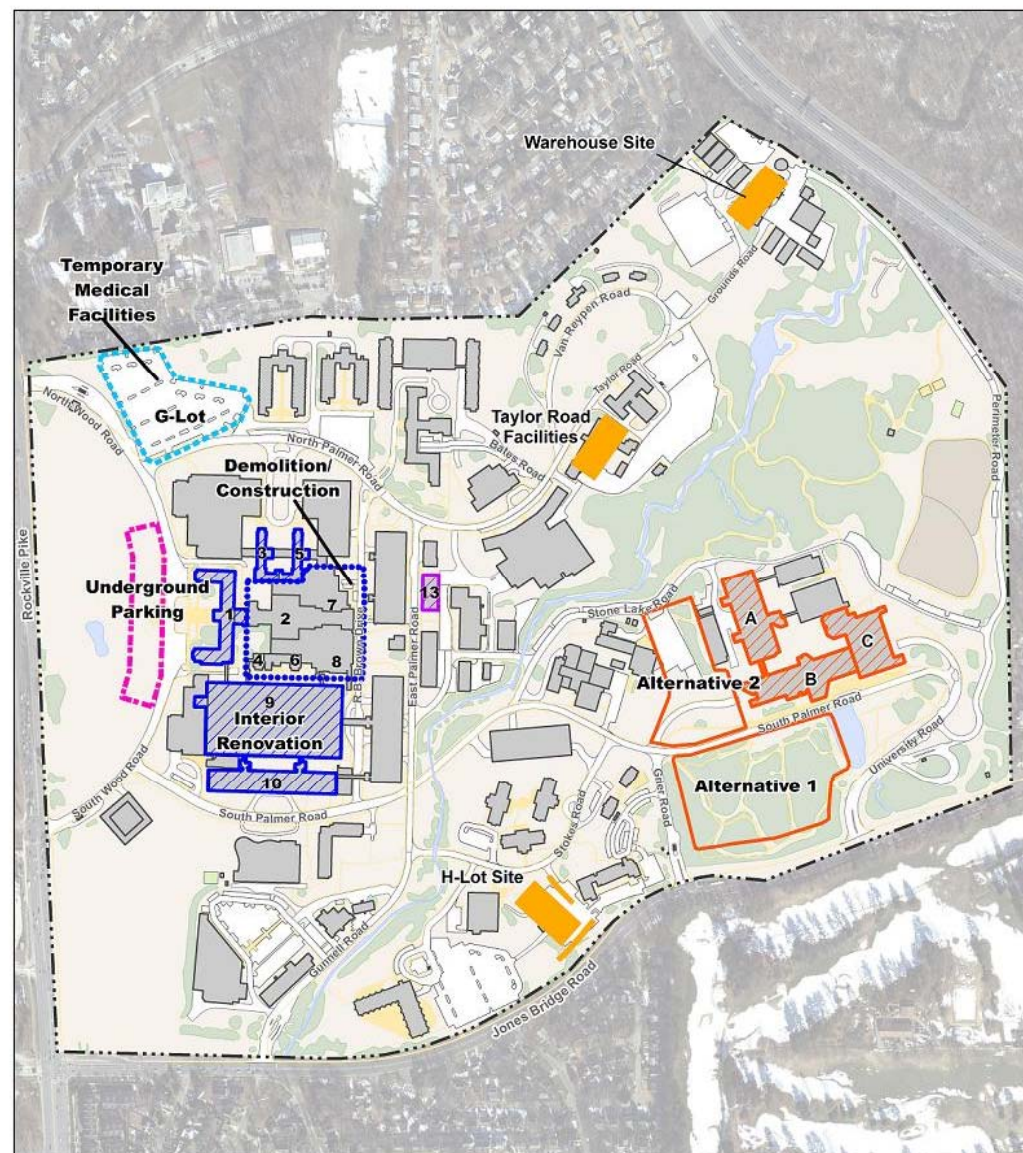 Warehouse Site
Temporary
Medical
Facilities
Grounds Road
Van Reypen Road
Taylor Road
North Wood Road
G-Lot
Taylor Road
Facilities
Perimeter Road
North Palmer Road
Bates Road
Demolition/
Construction
Rockville Pike
3
5
Underground
Parking
13
1
2
7
Stone Lake Road
A
C
4
6
8
R.B. Brown Drive
East Palmer Road
Alternative 2
B
9
Interior
Renovation
South Palmer Road
University Road
10
Alternative 1
South Wood Road
South Palmer Road
Grier Road
Stokes Road
H-Lot Site
Gunnell Road
Jones Bridge Road